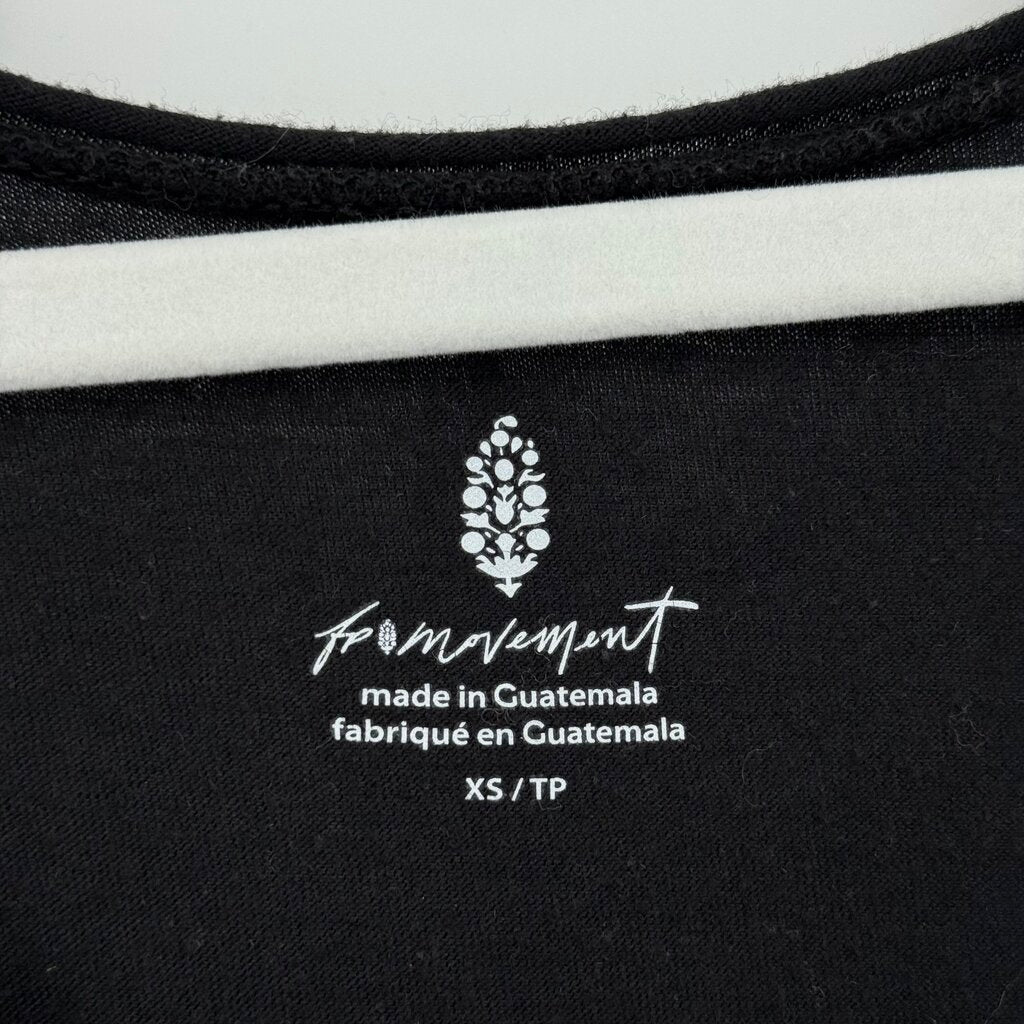 fp movement
made in Guatemala
fabriqué en Guatemala
XS / TP